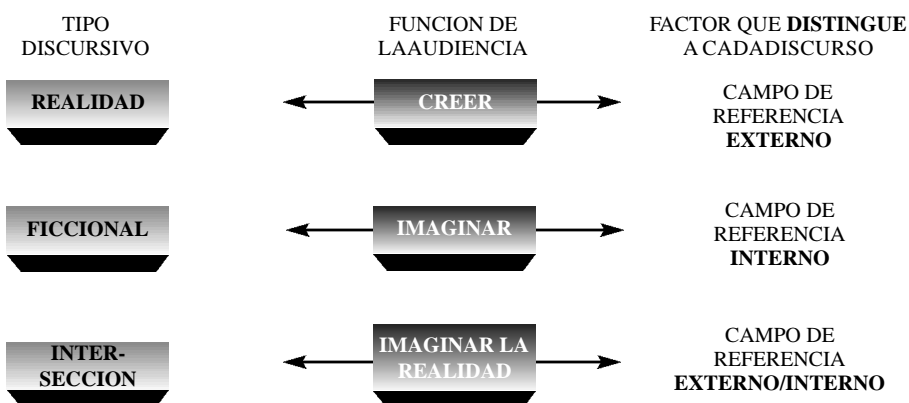 TIPO
DISCURSIVO
FUNCION DE
LAAUDIENCIA
FACTOR QUE DISTINGUE
A CADADISCURSO
REALIDAD
CREER
CAMPO DE
REFERENCIA
EXTERNO
FICCIONAL
IMAGINAR
CAMPO DE
REFERENCIA
INTERNO
INTER-
SECCION
IMAGINAR LA
REALIDAD
CAMPO DE
REFERENCIA
EXTERNO/INTERNO